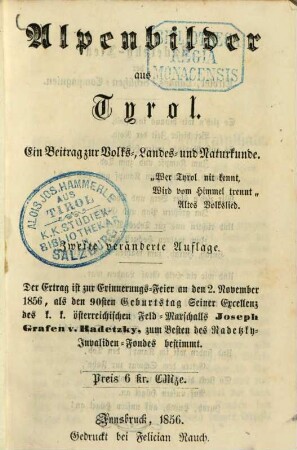 Alpenbilder
REGIA
MONACENSIS
aus
Tyrol.
Ein Beitrag zur Volks-, Landes- und Naturkunde.
„Wer Tyrol nit kennt,
Wird vom Himmel trennt„
Altes Volkslied.
ALOIS JOS. HAMMERLE
AUS
TYROL
K.K. STUDIEN-
BIBLIOTHEKAR
SALZBURG
Zweite veränderte Auflage.
Der Ertrag ist zur Erinnerungs-Feier an den 2. November
1856, als den 90sten Geburtstag Seiner Excellenz
des k. k. österreichischen Feld-Marschalls Joseph
Grafen v. Radetzky, zum Besten des Radetzky-
Invaliden-Fondes bestimmt.
Preis 6 kr. CMze.
Innsbruck, 1856.
Gedruckt bei Felician Rauch.